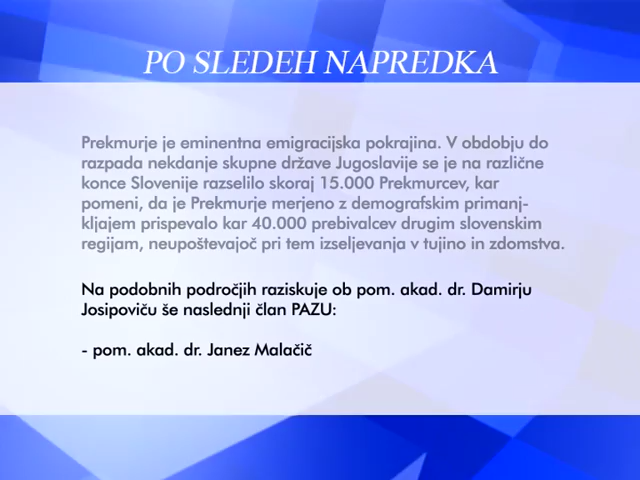 PO SLEDEH NAPREDKA
Prekmurje je eminentna emigracijska pokrajina. V obdobju do
razpada nekdanje skupne države Jugoslavije se je na različne
konce Slovenije razselilo skoraj 15.000 Prekmurcev, kar
pomeni, da je Prekmurje merjeno z demografskim primanj-
kljajem prispevalo kar 40.000 prebivalcev drugim slovenskim
regijam, neupoštevajoč pri tem izseljevanja v tujino in zdomstva.
Na podobnih področjih raziskuje ob pom. akad. dr. Damirju
Josipoviču še naslednji član PAZU:
- pom. akad. dr. Janez Malačič